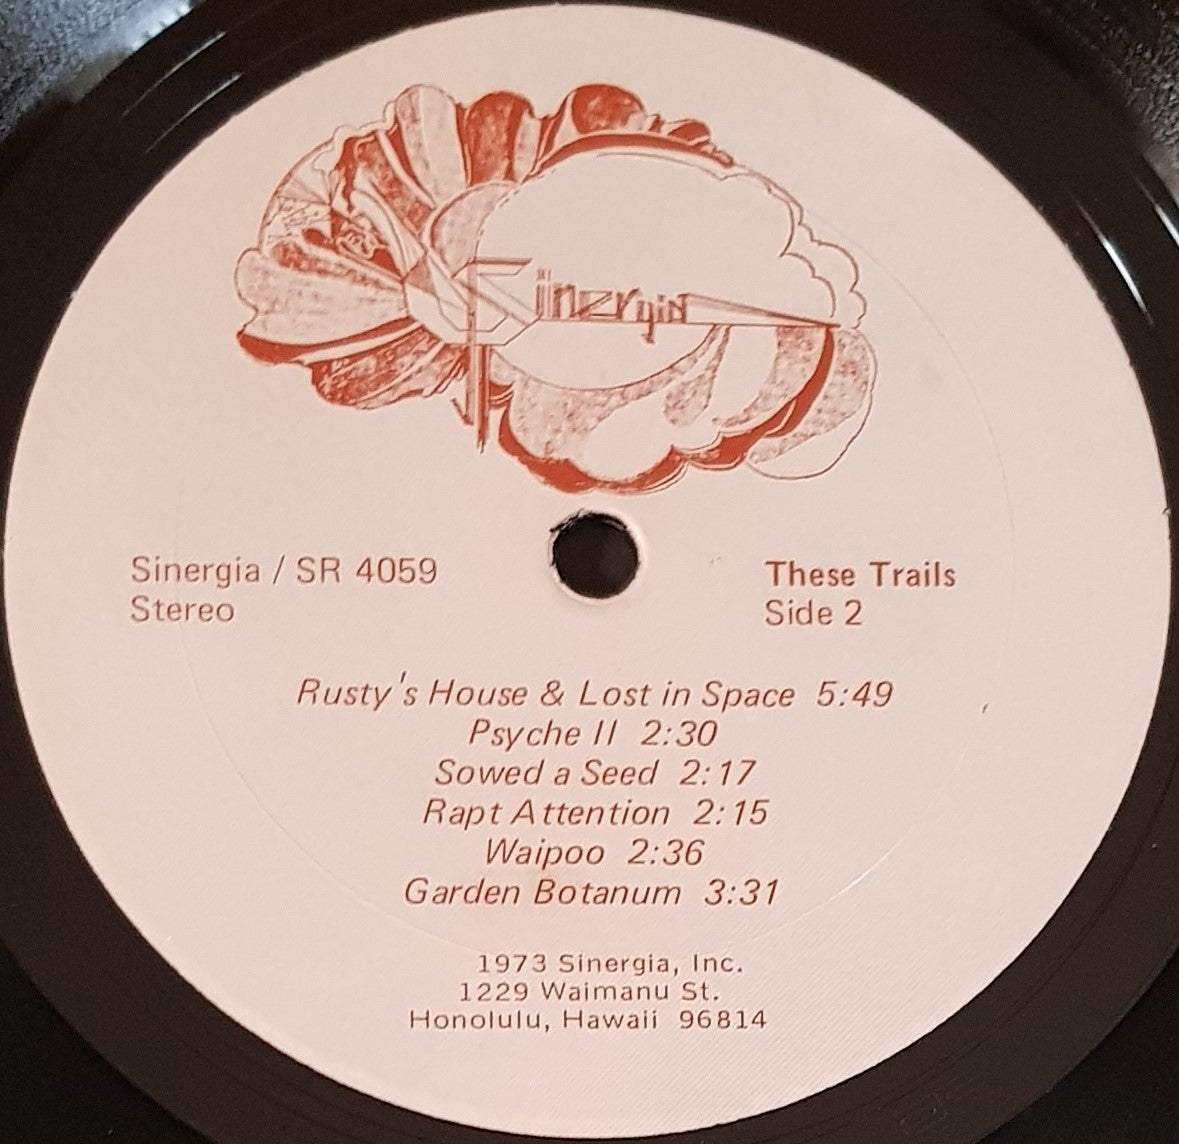 Sinergia
Sinergia / SR 4059
Stereo
These Trails
Side 2
Rusty's House & Lost in Space 5:49
Psyche II 2:30
Sowed a Seed 2:17
Rapt Attention 2:15
Waipoo 2:36
Garden Botanum 3:31
1973 Sinergia, Inc.
1229 Waimanu St.
Honolulu, Hawaii 96814